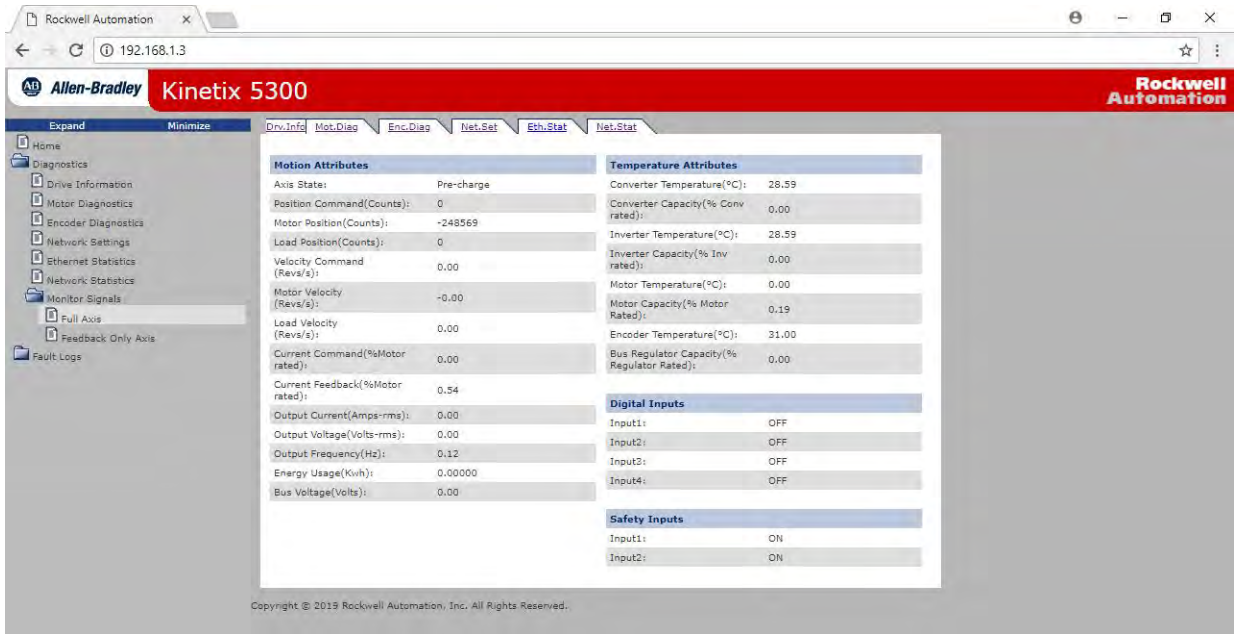 Rockwell Automation
192.168.1.3
AB Allen-Bradley
Kinetix 5300
Rockwell
Automation
Expand Minimize
Home
Diagnostics
Drive Information
Motor Diagnostics
Encoder Diagnostics
Network Settings
Ethernet Statistics
Network Statistics
Monitor Signals
Full Axis
Feedback Only Axis
Fault Logs
Drv.Info Mot.Diag Enc.Diag Net.Set Eth.Stat Net.Stat
Motion Attributes
Axis State: Pre-charge
Position Command(Counts): 0
Motor Position(Counts): -248569
Load Position(Counts): 0
Velocity Command
(Revs/s): 0.00
Motor Velocity
(Revs/s): -0.00
Load Velocity
(Revs/s): 0.00
Current Command(%Motor
rated): 0.00
Current Feedback(%Motor
rated): 0.54
Output Current(Amps-rms): 0.00
Output Voltage(Volts-rms): 0.00
Output Frequency(Hz): 0.12
Energy Usage(Kwh): 0.00000
Bus Voltage(Volts): 0.00
Temperature Attributes
Converter Temperature(°C): 28.59
Converter Capacity(% Conv
rated): 0.00
Inverter Temperature(°C): 28.59
Inverter Capacity(% Inv
rated): 0.00
Motor Temperature(°C): 0.00
Motor Capacity(% Motor
Rated): 0.19
Encoder Temperature(°C): 31.00
Bus Regulator Capacity(%
Regulator Rated): 0.00
Digital Inputs
Input1: OFF
Input2: OFF
Input3: OFF
Input4: OFF
Safety Inputs
Input1: ON
Input2: ON
Copyright © 2019 Rockwell Automation, Inc. All Rights Reserved.